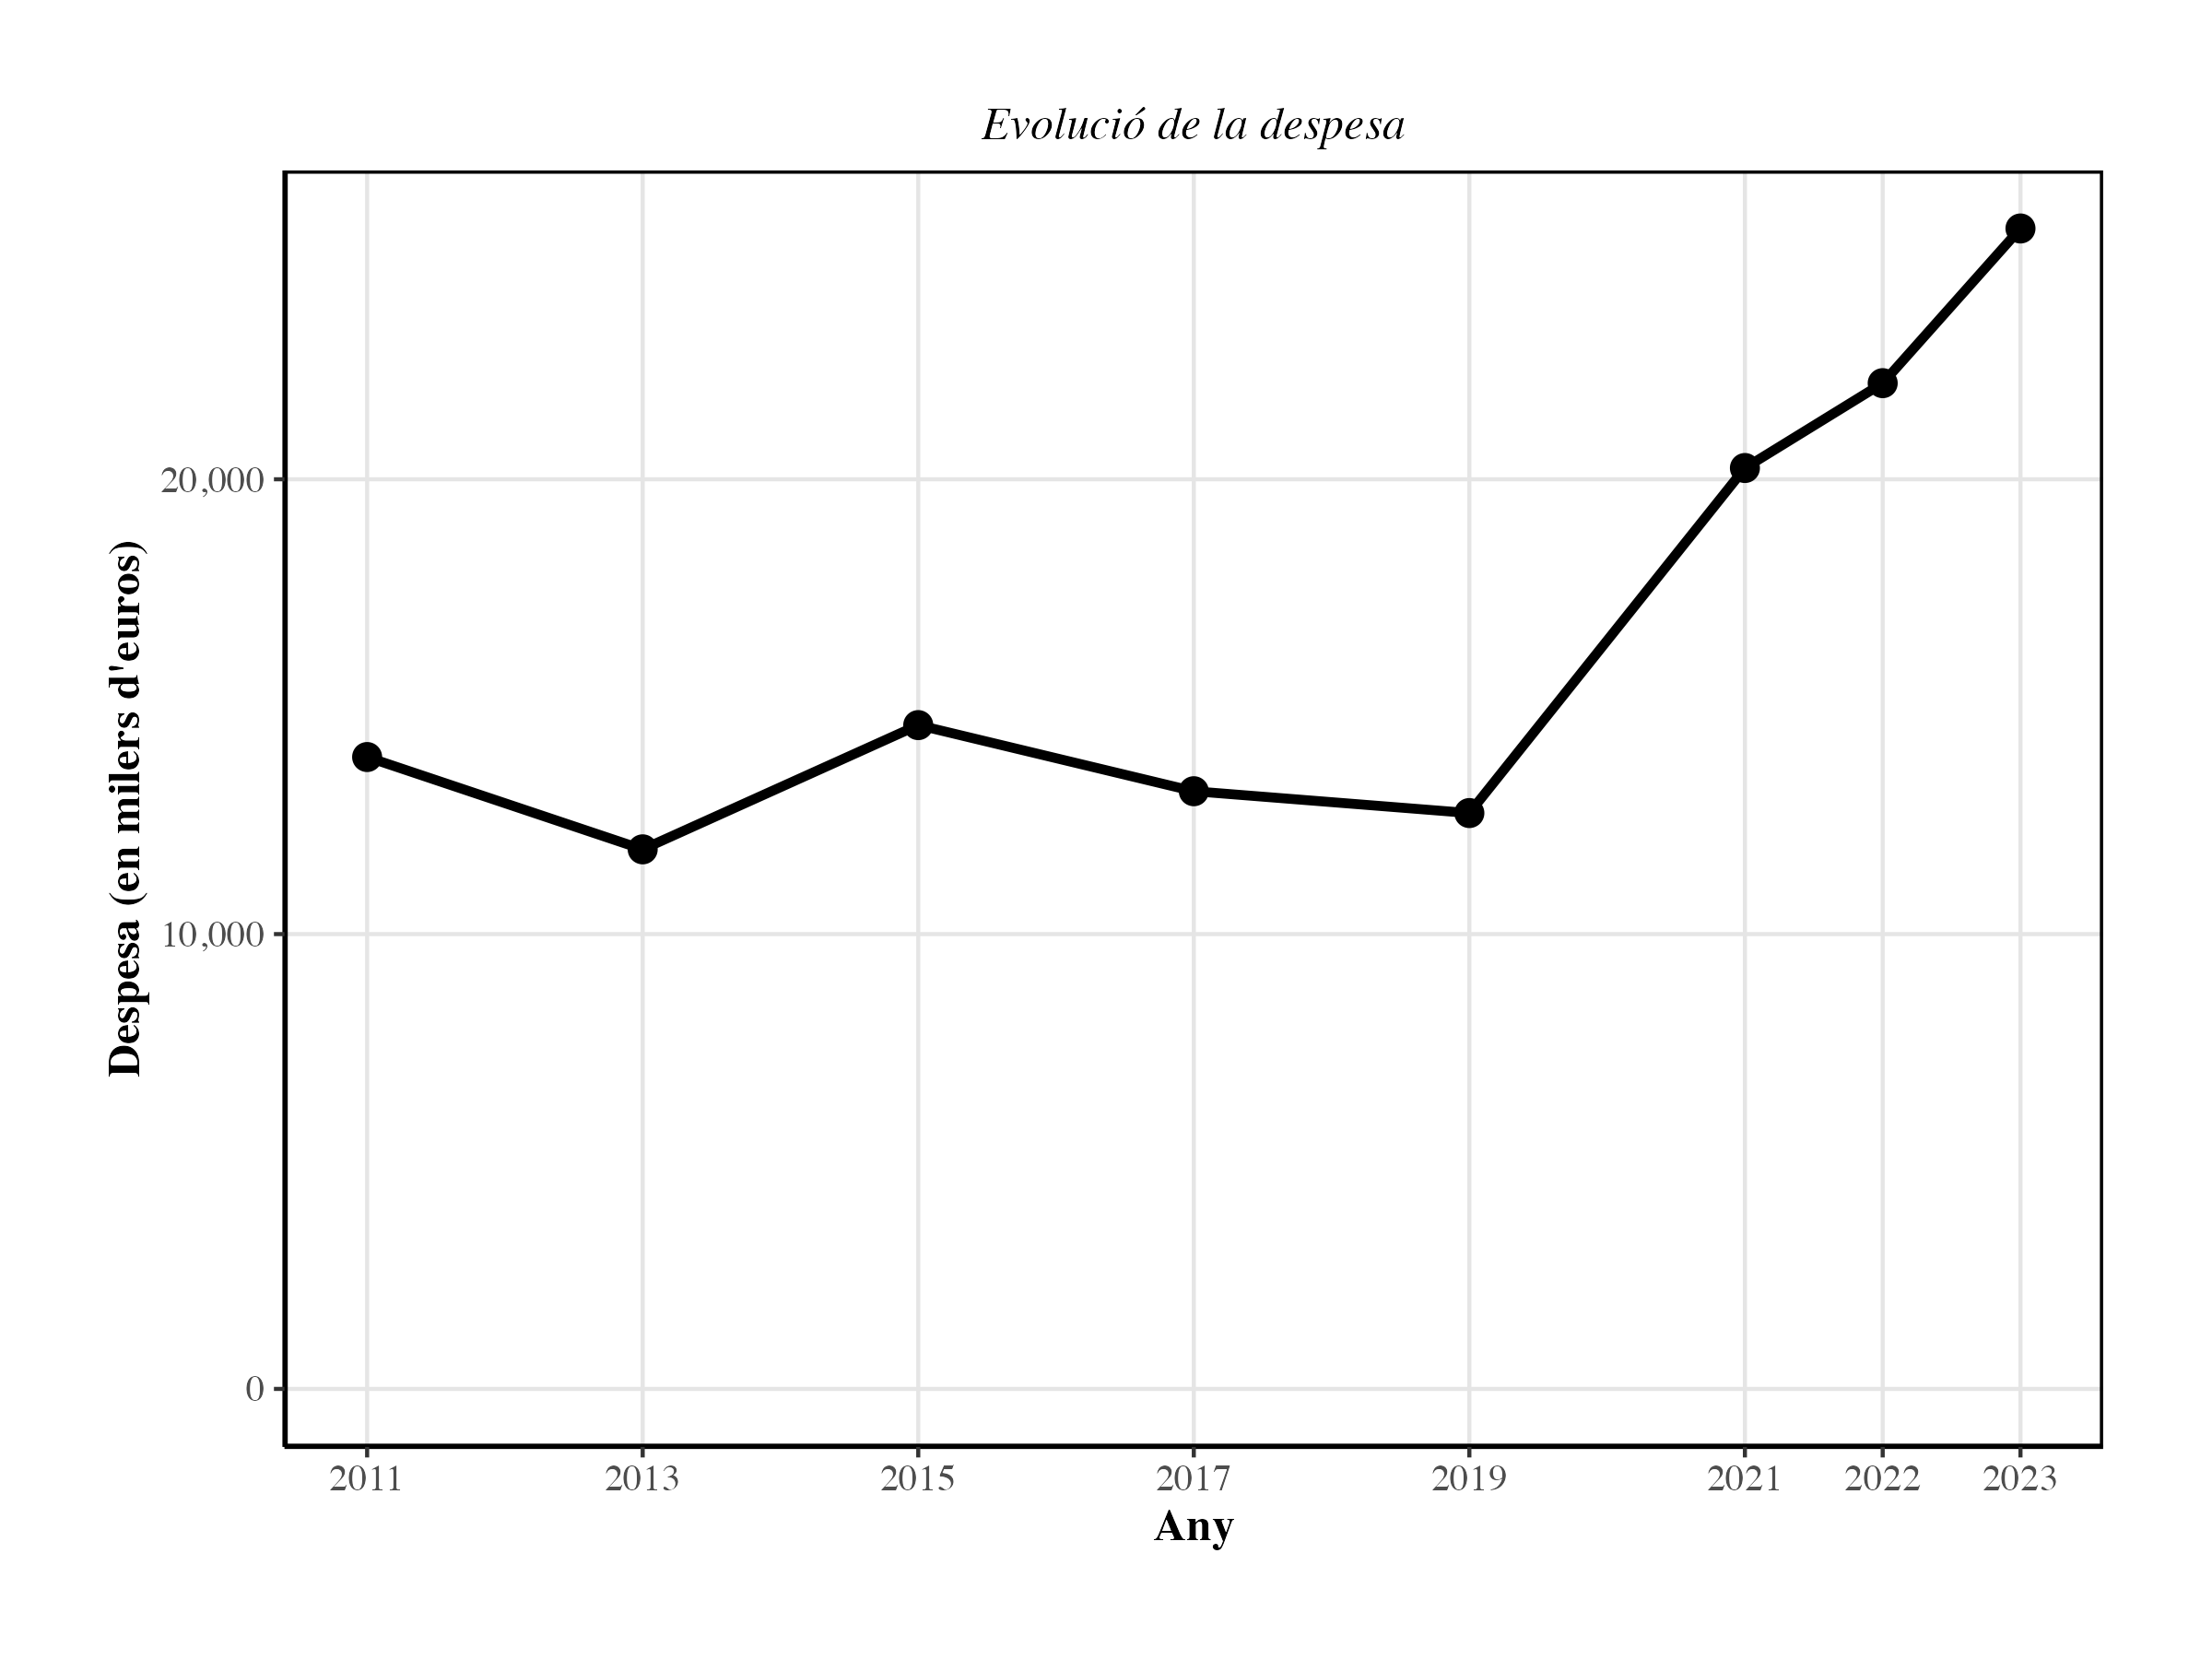 Evolució de la despesa
Despesa (en milers d'euros)
20,000
10,000
0
2011 2013 2015 2017 2019 2021 2022 2023
Any